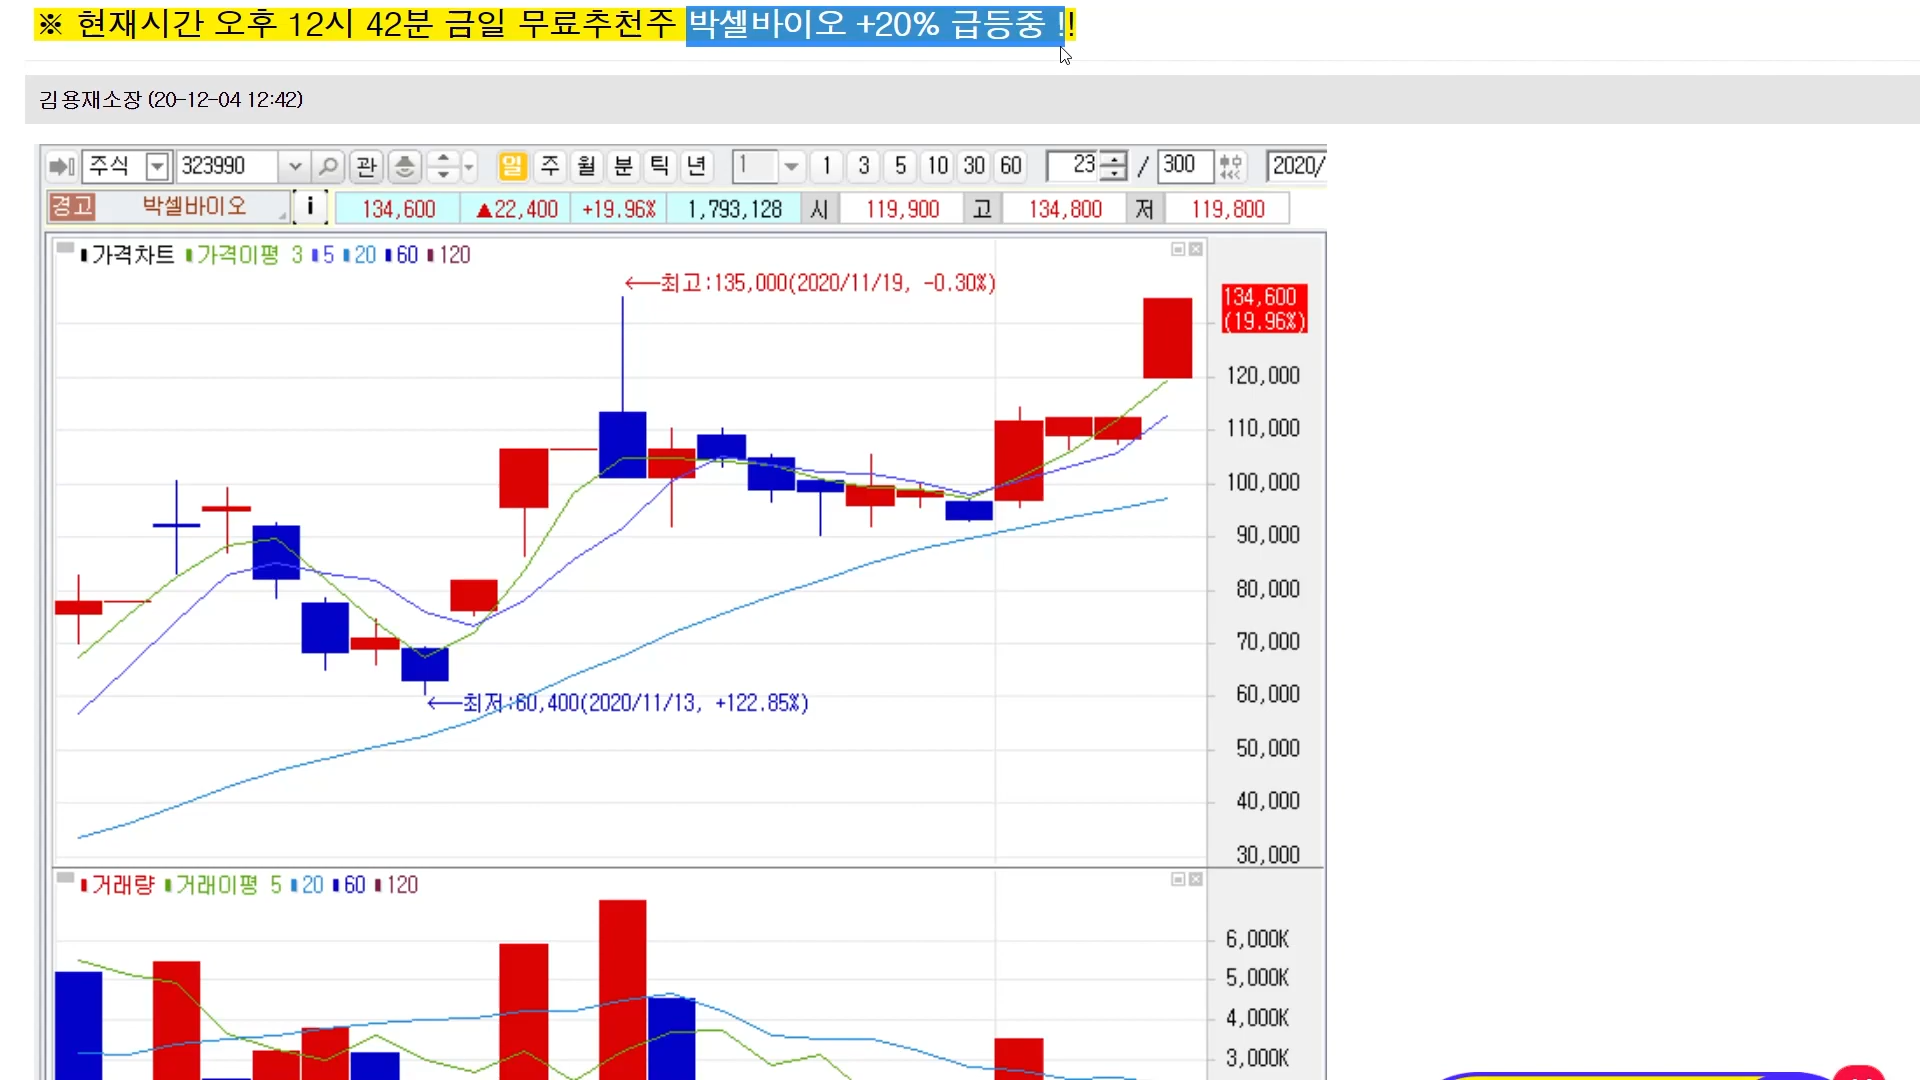 ※ 현재시간 오후 12시 42분 금일 무료추천주 박셀바이오 +20% 급등중 !!
김용재소장 (20-12-04 12:42)
주식 323990 관 일 주 월 분 틱 년 1 1 3 5 10 30 60 23 / 300 2020/
경고 박셀바이오 i 134,600 ▲22,400 +19.96% 1,793,128 시 119,900 고 134,800 저 119,800
가격차트 가격이평 3 5 20 60 120
←최고:135,000(2020/11/19, -0.30%)
134,600
(19.96%)
120,000
110,000
100,000
90,000
80,000
70,000
60,000
←최저:60,400(2020/11/13, +122.85%)
50,000
40,000
30,000
거래량 거래이평 5 20 60 120
6,000K
5,000K
4,000K
3,000K